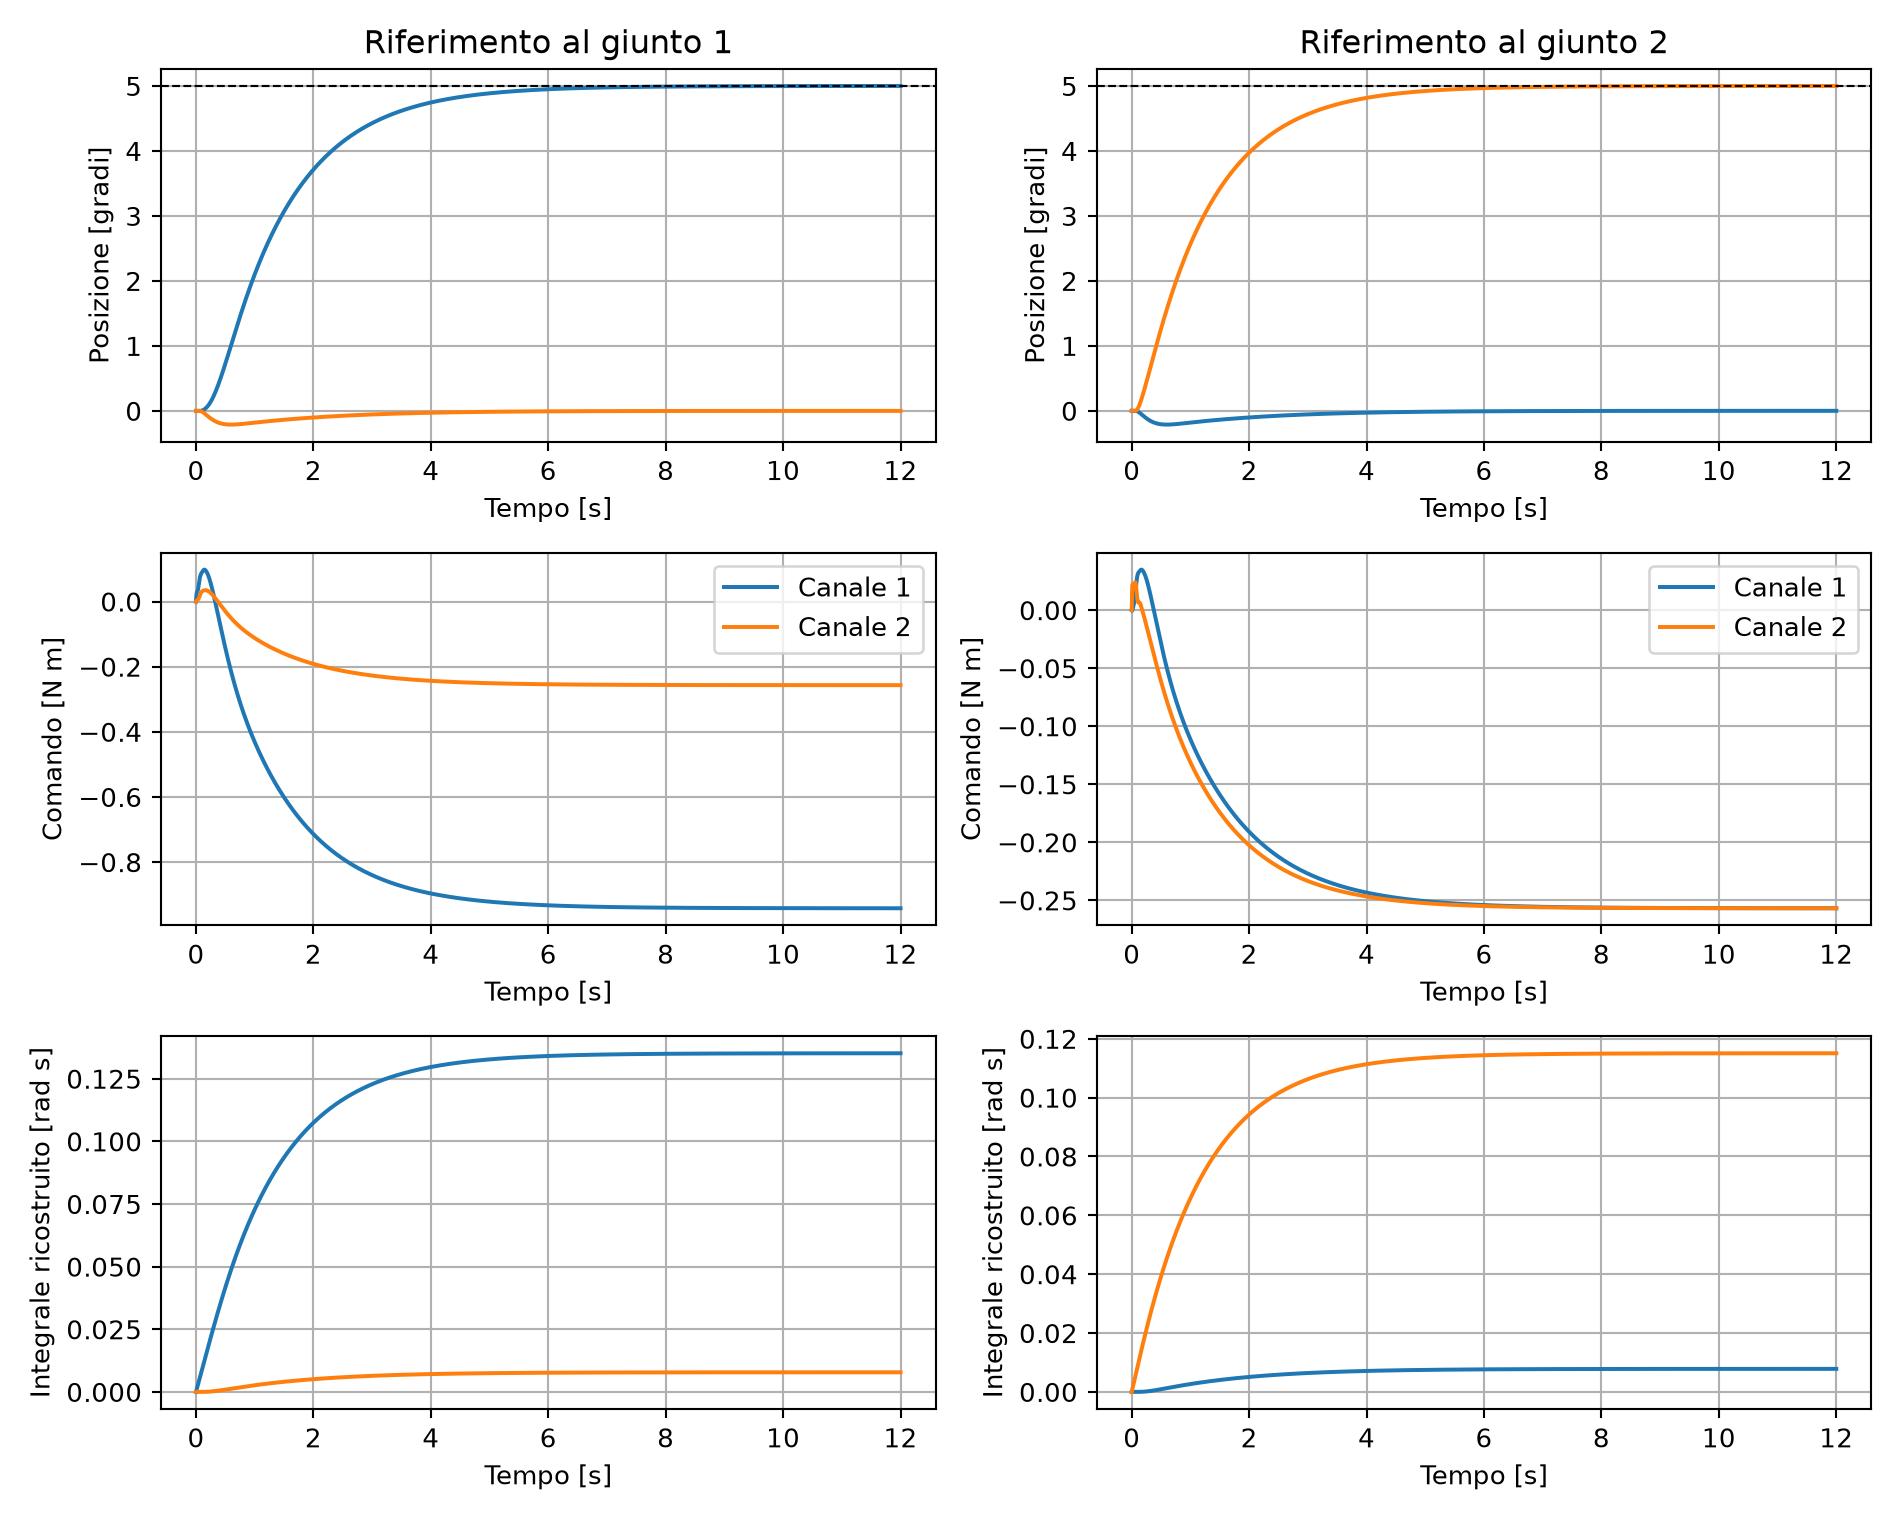 Riferimento al giunto 1
Riferimento al giunto 2
Posizione [gradi]
5
4
3
2
1
0
0 2 4 6 8 10 12
Tempo [s]
Posizione [gradi]
5
4
3
2
1
0
0 2 4 6 8 10 12
Tempo [s]
Comando [N m]
0.0
−0.2
−0.4
−0.6
−0.8
Canale 1
Canale 2
0 2 4 6 8 10 12
Tempo [s]
Comando [N m]
0.00
−0.05
−0.10
−0.15
−0.20
−0.25
Canale 1
Canale 2
0 2 4 6 8 10 12
Tempo [s]
Integrale ricostruito [rad s]
0.125
0.100
0.075
0.050
0.025
0.000
0 2 4 6 8 10 12
Tempo [s]
Integrale ricostruito [rad s]
0.12
0.10
0.08
0.06
0.04
0.02
0.00
0 2 4 6 8 10 12
Tempo [s]